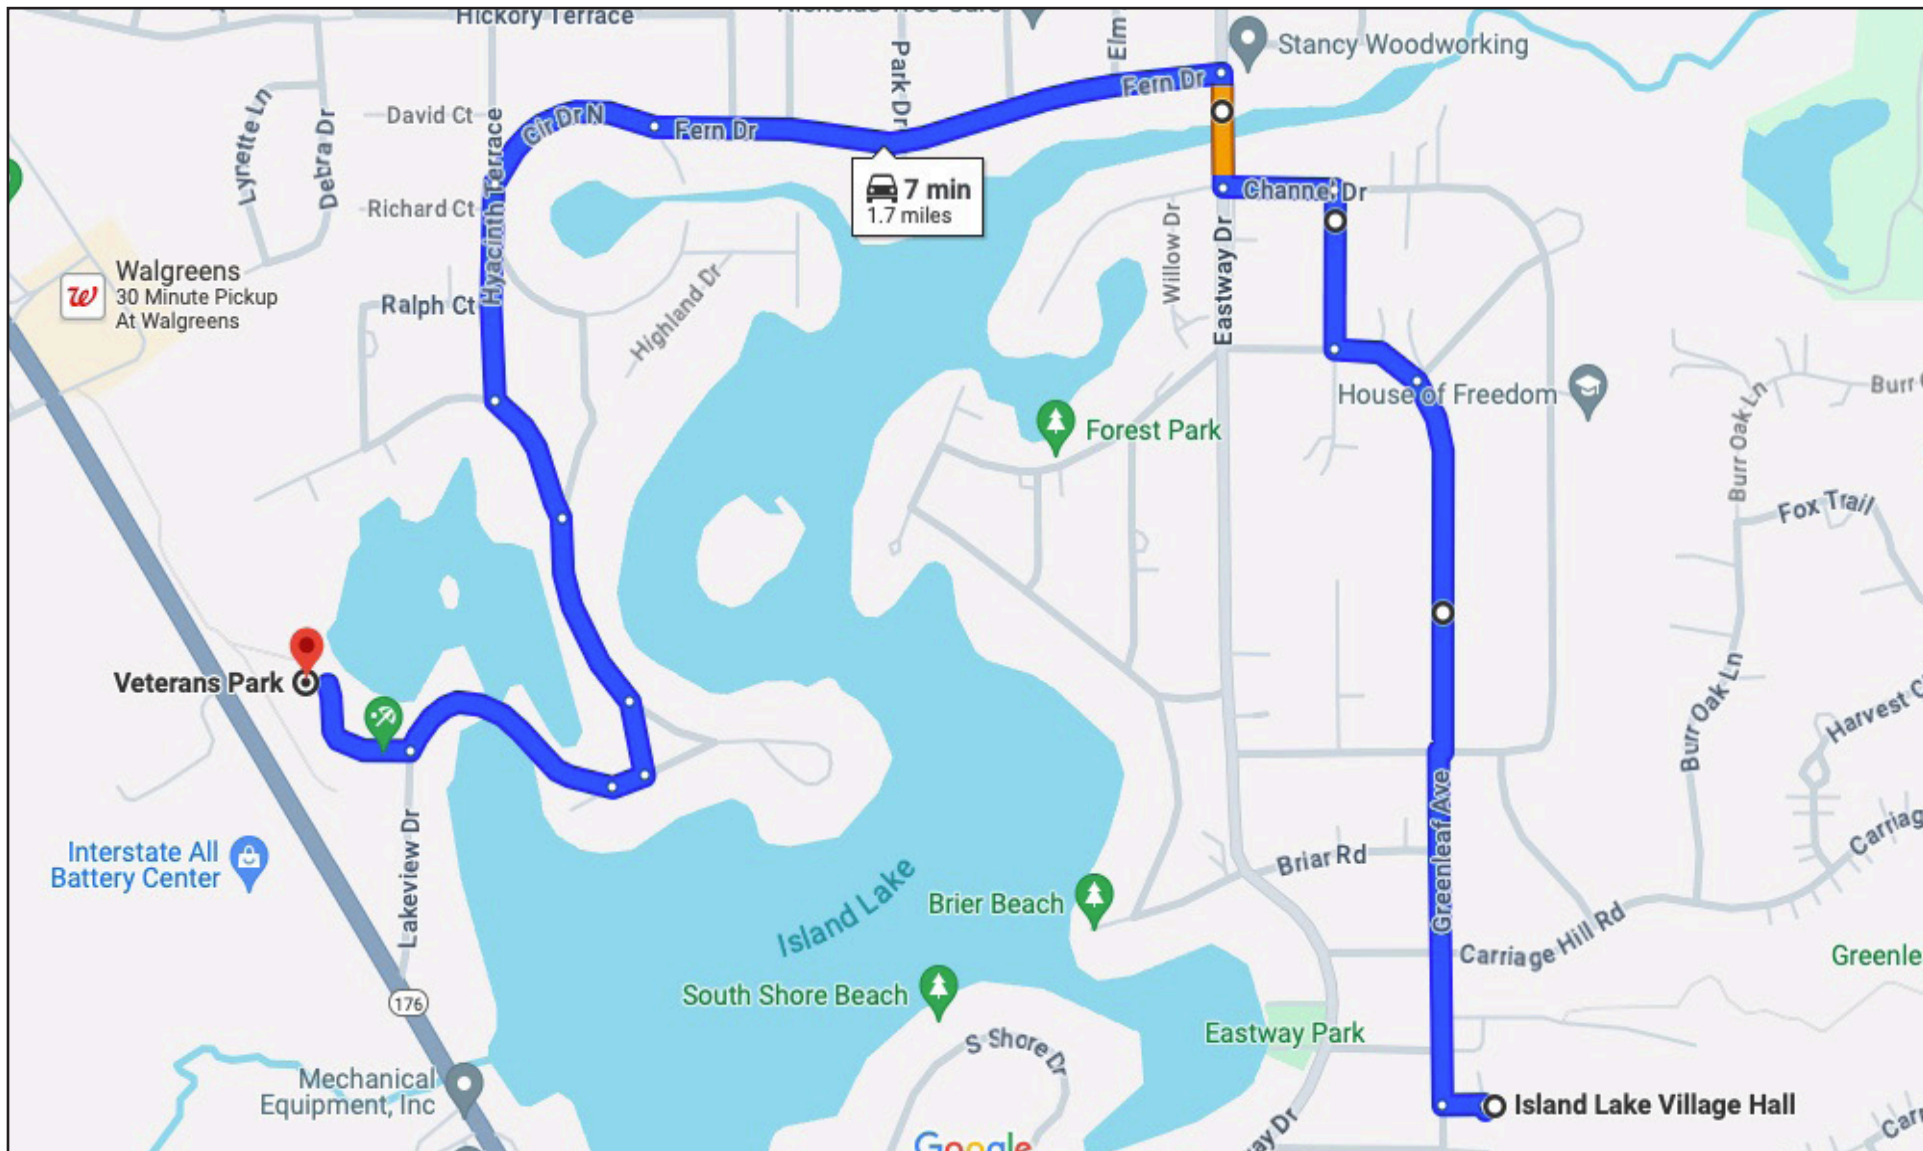 Hickory Terrace
Park Dr
Elm
Stancy Woodworking
Lynette Ln
Debra Dr
David Ct
Hyacinth Terrace
Cir Dr N
Fern Dr
Fern Dr
7 min
1.7 miles
Channel Dr
Richard Ct
Willow Dr
Eastway Dr
Walgreens
30 Minute Pickup
At Walgreens
Ralph Ct
Highland Dr
House of Freedom
Burr Oak Ln
Burr
Forest Park
Fox Trail
Veterans Park
Burr Oak Ln
Harvest C
Interstate All
Battery Center
Lakeview Dr
Island Lake
Brier Beach
Briar Rd
Greenleaf Ave
Carriag
Carriage Hill Rd
Greenle
176
South Shore Beach
S Shore Dr
Eastway Park
Mechanical
Equipment, Inc
Island Lake Village Hall
way Dr
Carr
Google